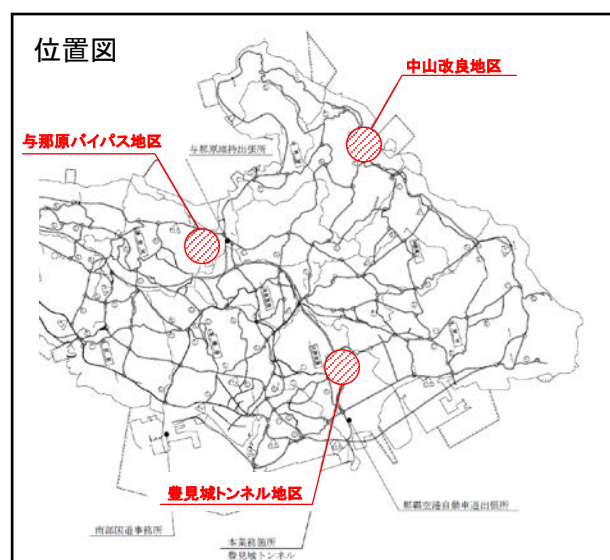 位置図
中山改良地区
与那原バイパス地区
与那原維持出張所
豊見城トンネル地区
那覇空港自動車道出張所
南部国道事務所
本業務箇所
豊見城トンネル